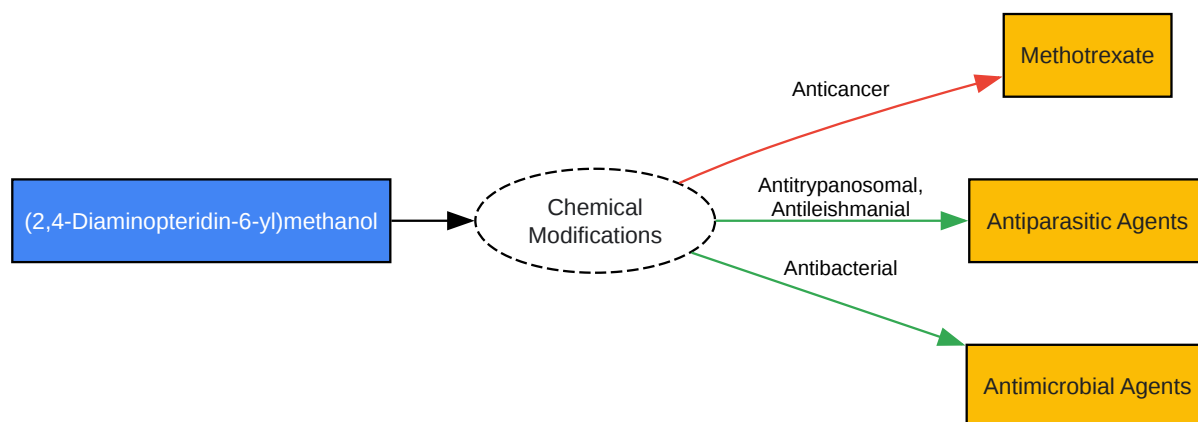 Methotrexate
Anticancer
(2,4-Diaminopteridin-6-yl)methanol
Chemical
Modifications
Antitrypanosomal,
Antileishmanial
Antiparasitic Agents
Antibacterial
Antimicrobial Agents